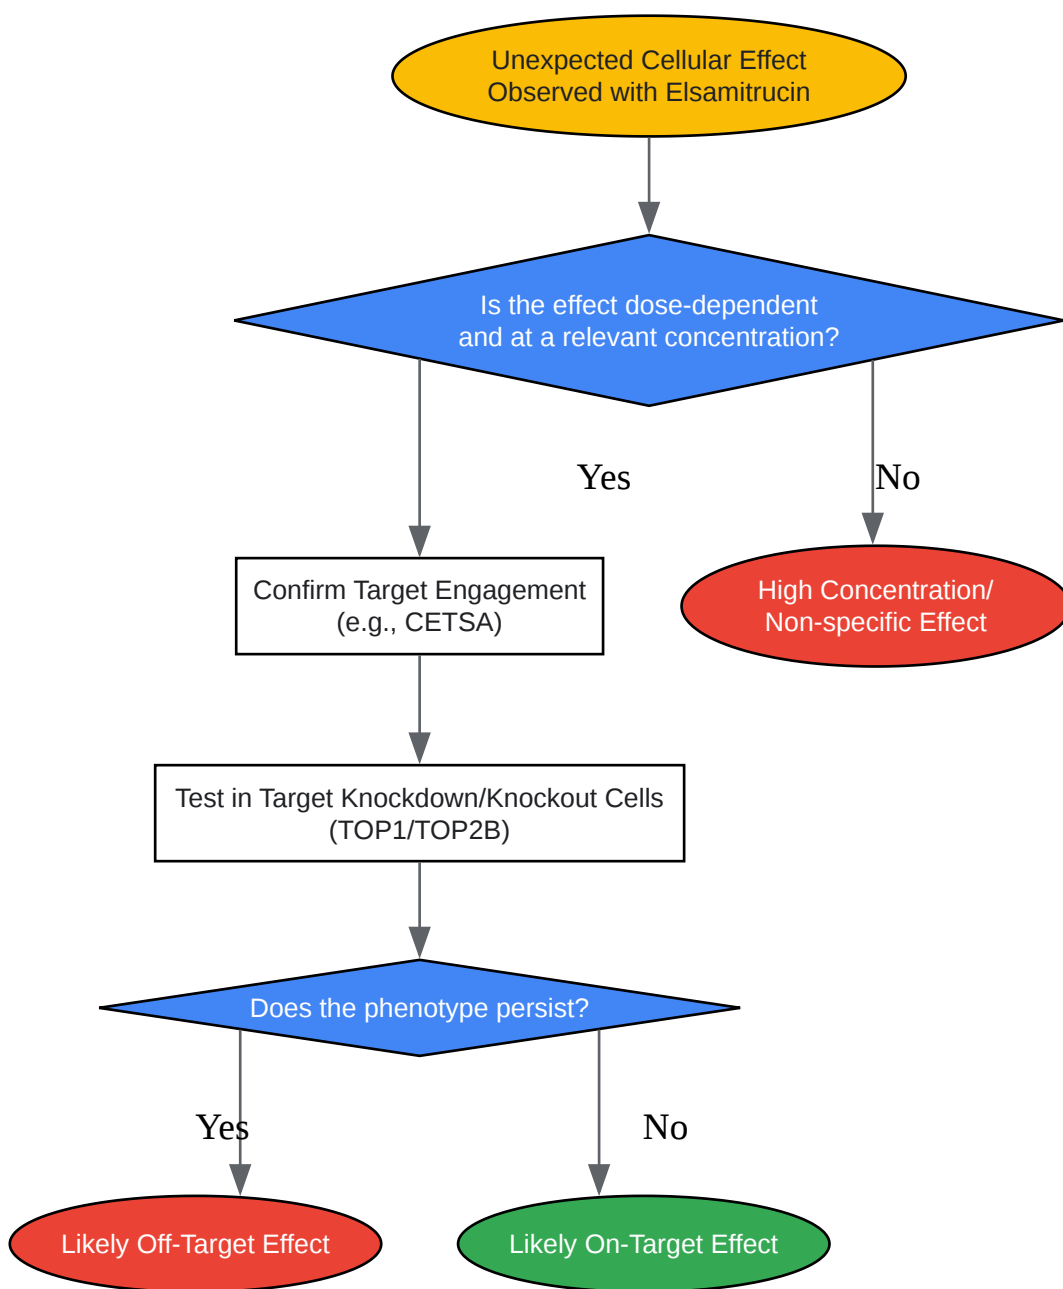 Unexpected Cellular Effect
Observed with Elsamitrucin
Is the effect dose-dependent
and at a relevant concentration?
Yes
No
Confirm Target Engagement
(e.g., CETSA)
High Concentration/
Non-specific Effect
Test in Target Knockdown/Knockout Cells
(TOP1/TOP2B)
Does the phenotype persist?
Yes
No
Likely Off-Target Effect
Likely On-Target Effect